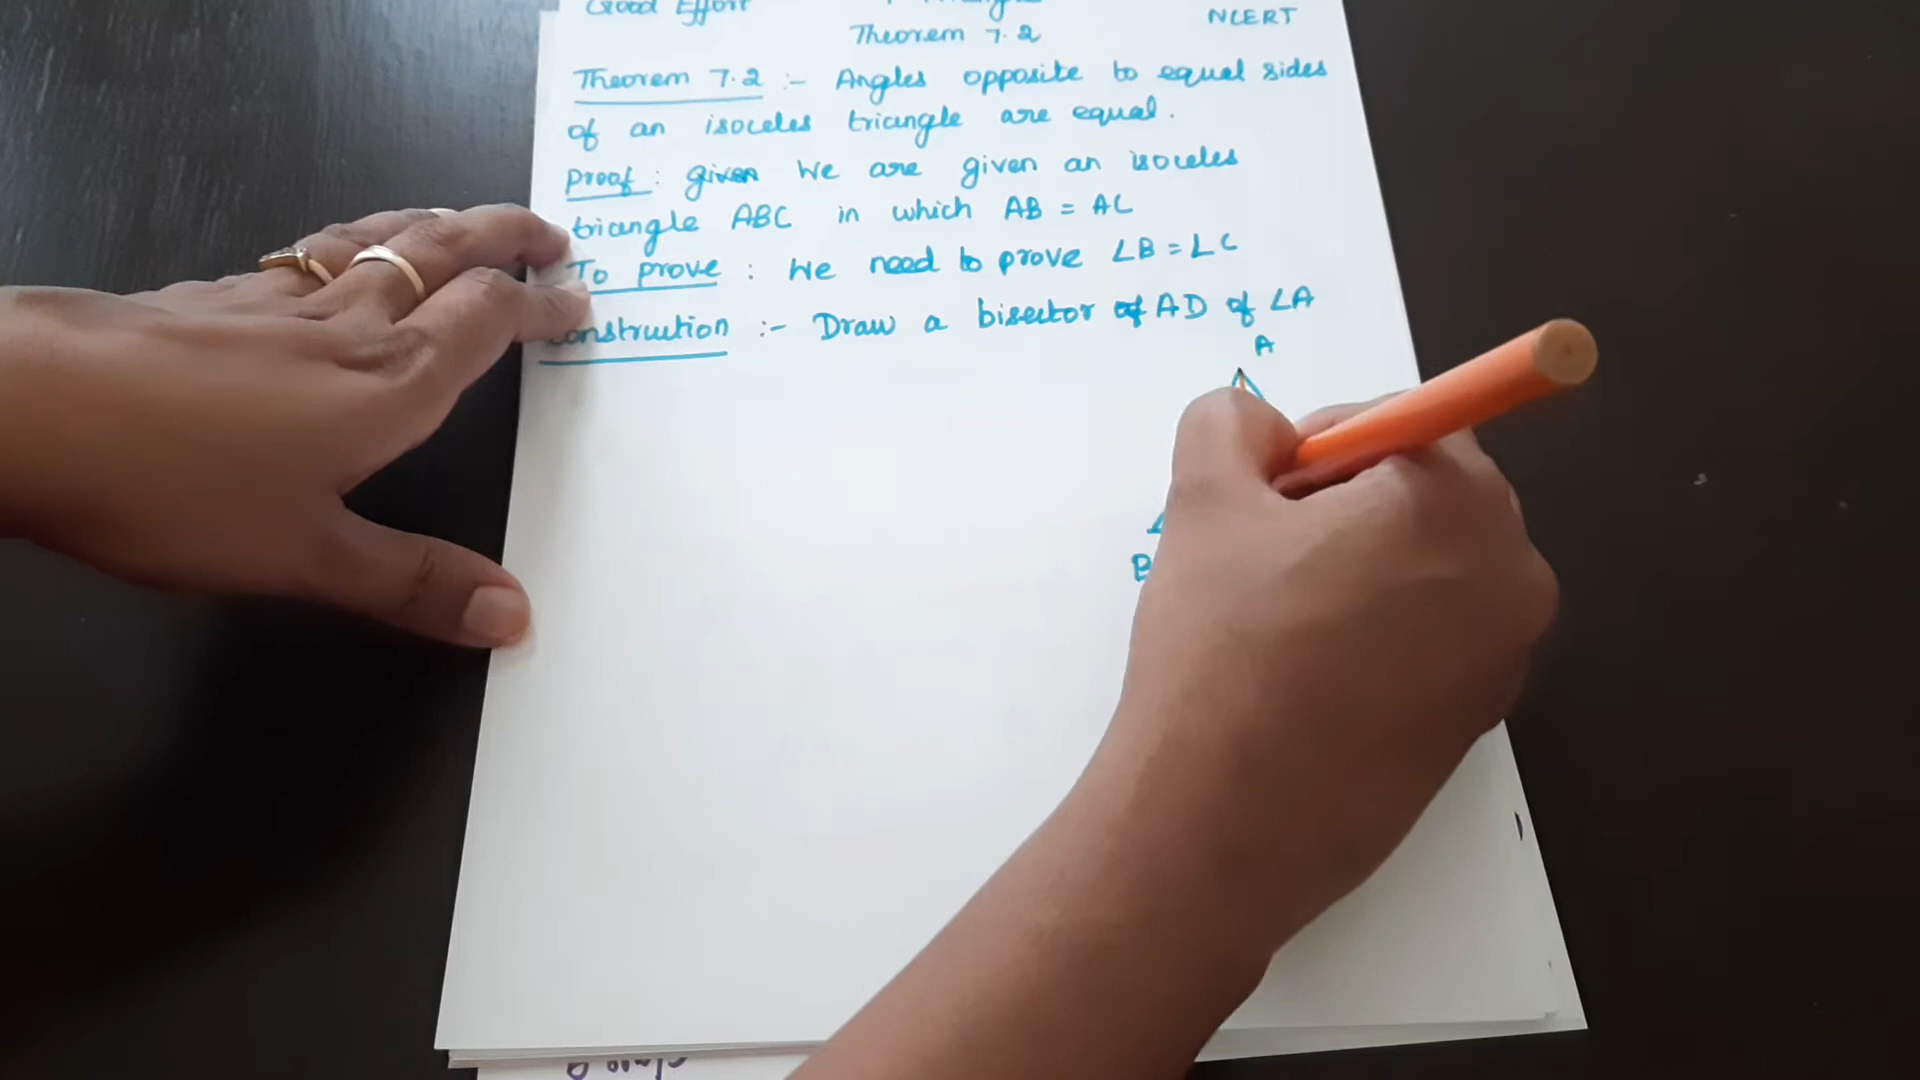 Good Effort
NCERT
Theorem 7.2
Theorem 7.2 :- Angles opposite to equal sides
of an isoceles triangle are equal.
Proof : given We are given an isoceles
triangle ABC in which AB = AC
To prove : We need to prove ∠B = ∠C
Construction :- Draw a bisector of AD of ∠A
A
B